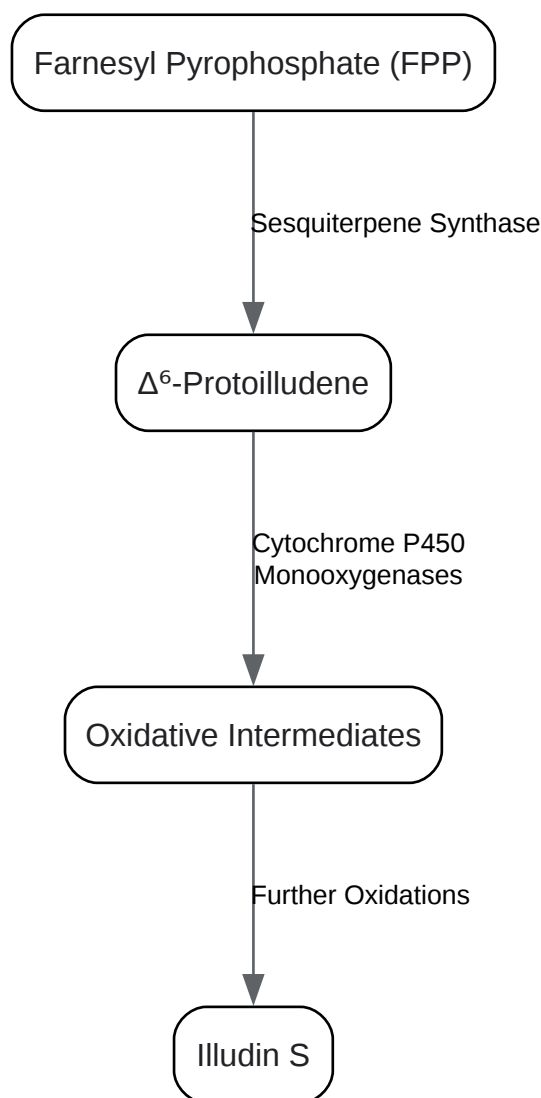 Farnesyl Pyrophosphate (FPP)
Sesquiterpene Synthase
Δ⁶-Protoilludene
Cytochrome P450
Monooxygenases
Oxidative Intermediates
Further Oxidations
Illudin S